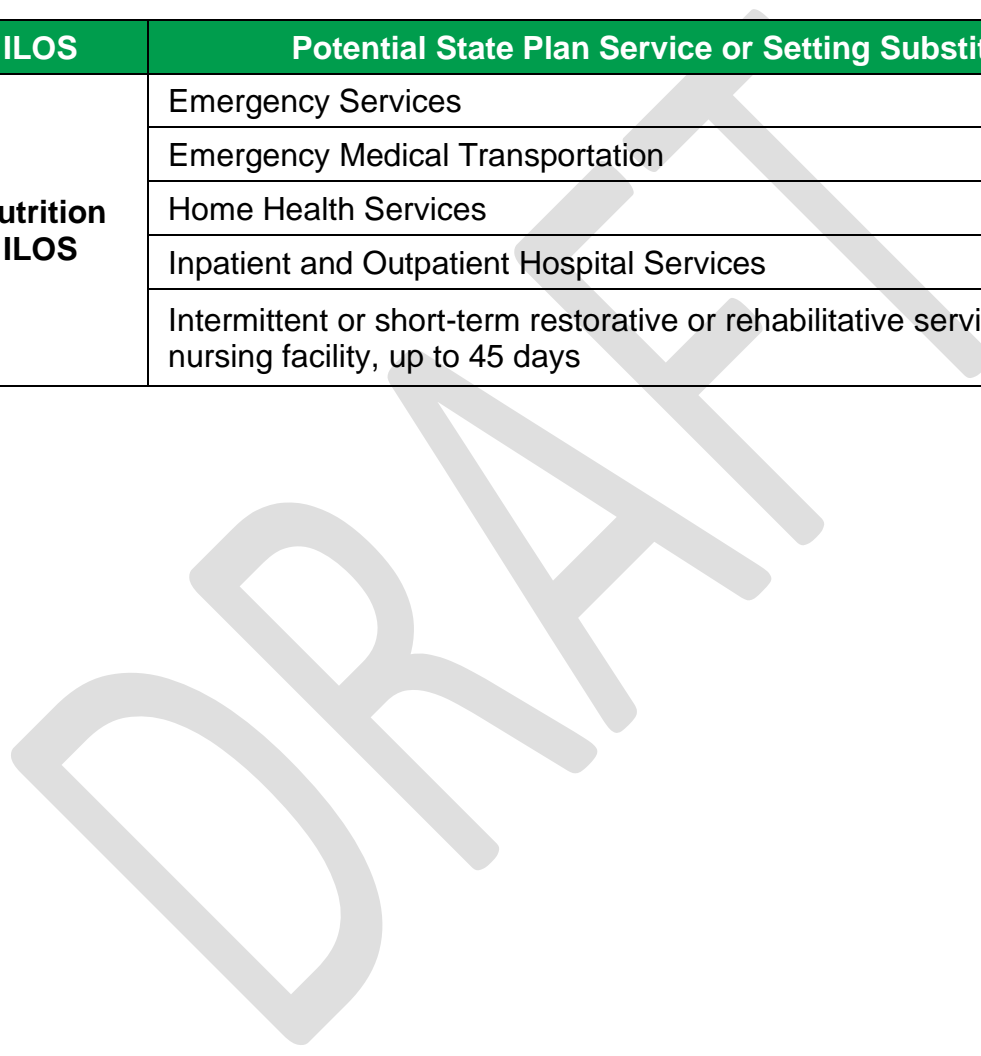 ILOS
Potential State Plan Service or Setting Substit
Emergency Services
Emergency Medical Transportation
utrition
ILOS
Home Health Services
Inpatient and Outpatient Hospital Services
Intermittent or short-term restorative or rehabilitative servi
nursing facility, up to 45 days
DRAFT